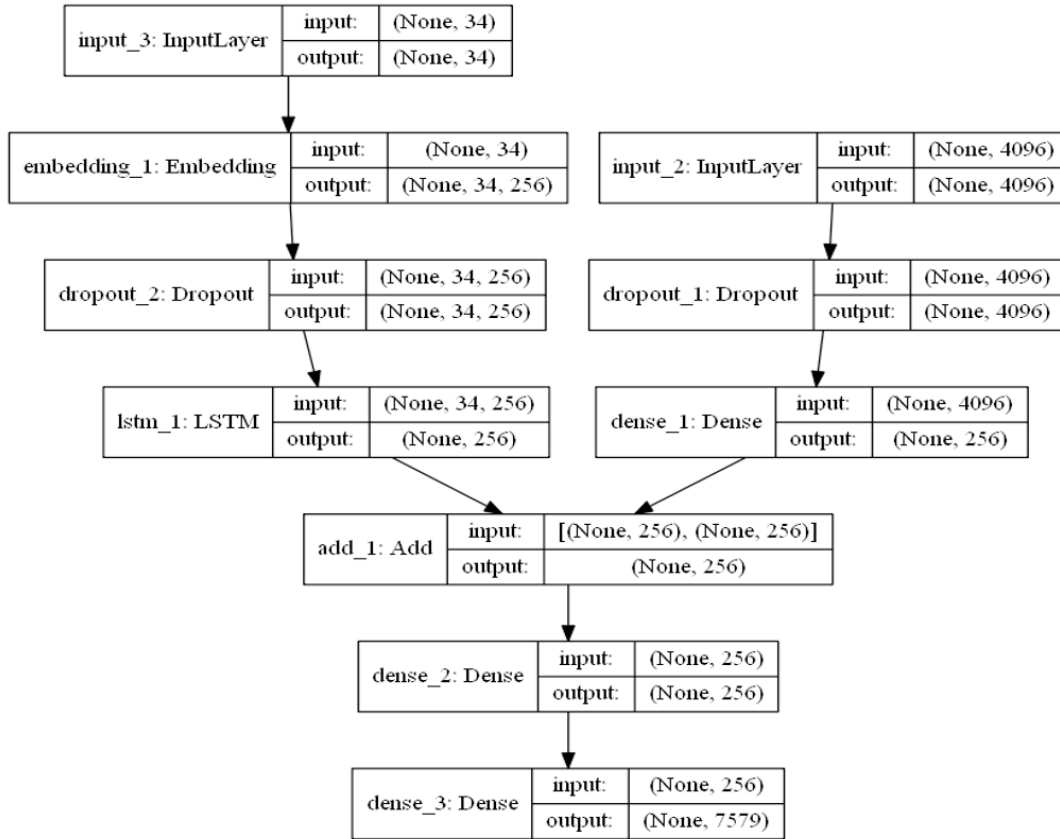 input_3: InputLayer
input: (None, 34)
output: (None, 34)
embedding_1: Embedding
input: (None, 34)
output: (None, 34, 256)
input_2: InputLayer
input: (None, 4096)
output: (None, 4096)
dropout_2: Dropout
input: (None, 34, 256)
output: (None, 34, 256)
dropout_1: Dropout
input: (None, 4096)
output: (None, 4096)
lstm_1: LSTM
input: (None, 34, 256)
output: (None, 256)
dense_1: Dense
input: (None, 4096)
output: (None, 256)
add_1: Add
input: [(None, 256), (None, 256)]
output: (None, 256)
dense_2: Dense
input: (None, 256)
output: (None, 256)
dense_3: Dense
input: (None, 256)
output: (None, 7579)